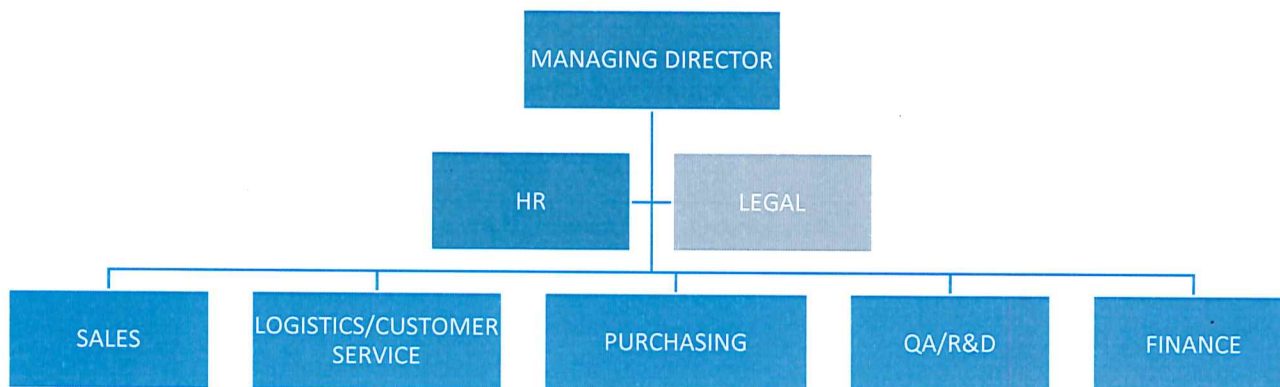 MANAGING DIRECTOR
HR
LEGAL
SALES
LOGISTICS/CUSTOMER
SERVICE
PURCHASING
QA/R&D
FINANCE